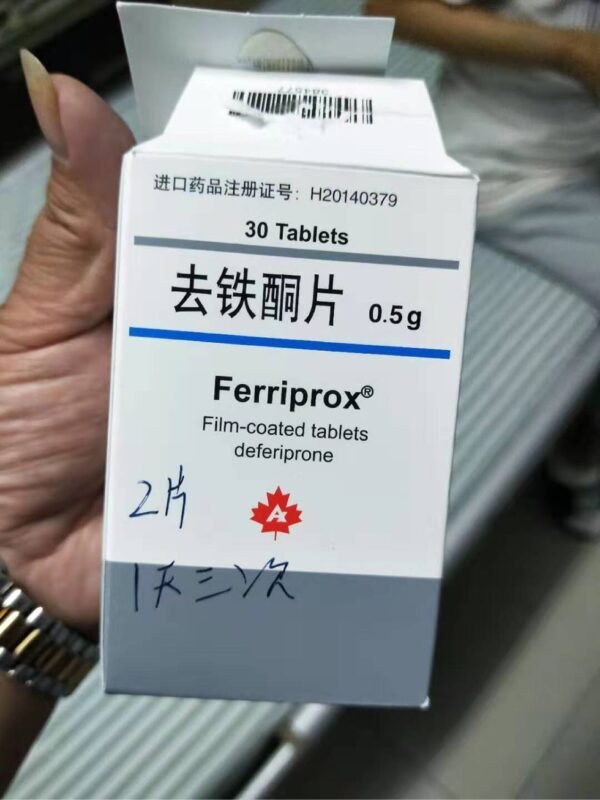 进口药品注册证号：H20140379
30 Tablets
去铁酮片 0.5g
Ferriprox®
Film-coated tablets
deferiprone
2片
A
1天三次